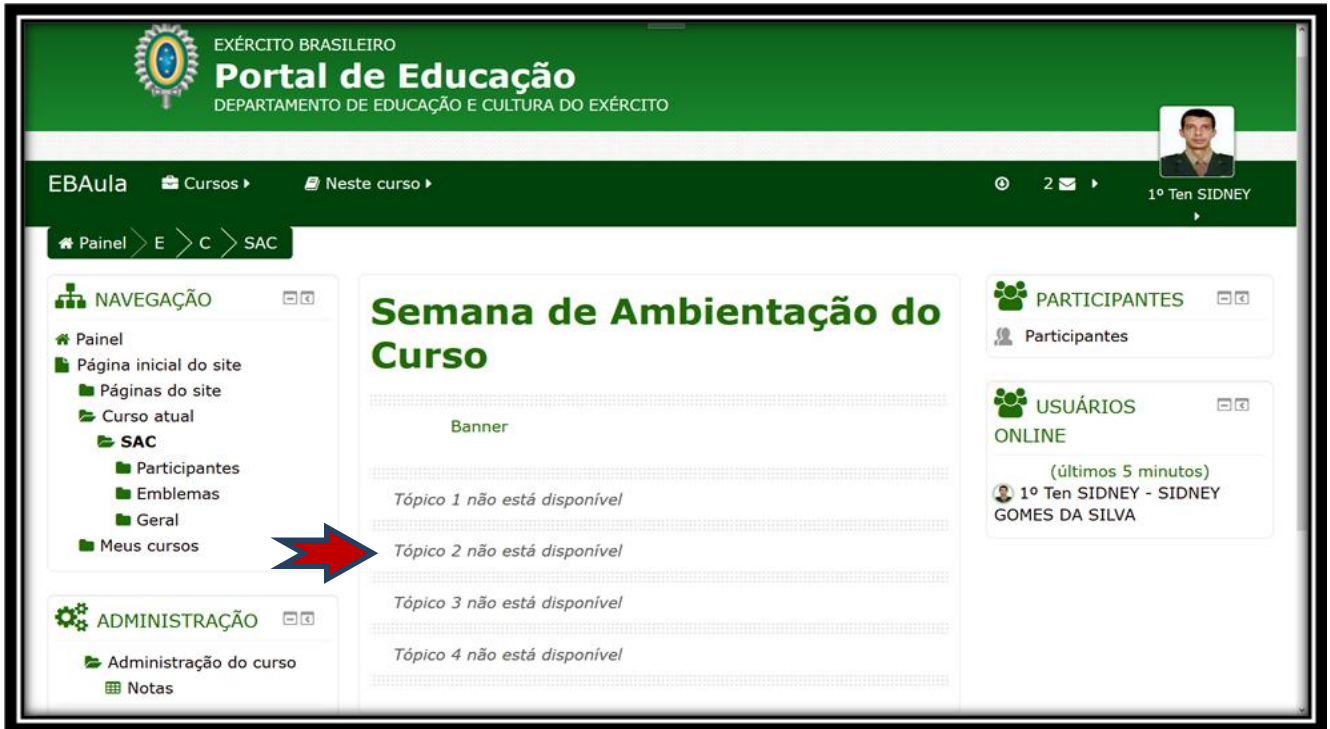 EXÉRCITO BRASILEIRO
Portal de Educação
DEPARTAMENTO DE EDUCAÇÃO E CULTURA DO EXÉRCITO
EBAula
Cursos
Neste curso
2
1º Ten SIDNEY
Painel
E
C
SAC
NAVEGAÇÃO
Painel
Página inicial do site
Páginas do site
Curso atual
SAC
Participantes
Emblemas
Geral
Meus cursos
ADMINISTRAÇÃO
Administração do curso
Notas
Semana de Ambientação do
Curso
Banner
Tópico 1 não está disponível
Tópico 2 não está disponível
Tópico 3 não está disponível
Tópico 4 não está disponível
PARTICIPANTES
Participantes
USUÁRIOS
ONLINE
(últimos 5 minutos)
1º Ten SIDNEY - SIDNEY
GOMES DA SILVA